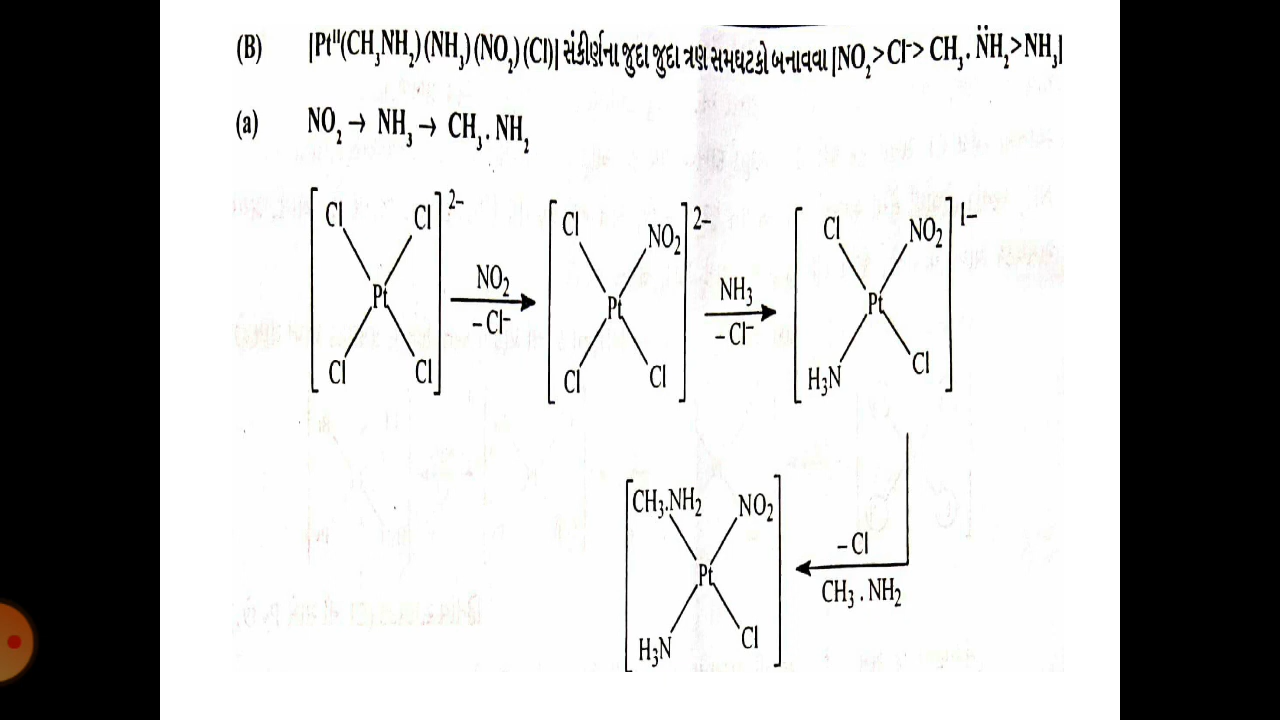 (B) [Pt^II(CH₃NH₂)(NH₃)(NO₂)(Cl)] સંકીર્ણના જુદા જુદા ત્રણ સમઘટકો બનાવવા [NO₂>Cl⁻> CH₃.N̈H₂>NH₃]
(a) NO₂ → NH₃ → CH₃.NH₂
Cl Cl 2– Cl NO₂ 2– Cl NO₂ 1–
Pt NO₂ – Cl⁻ Pt NH₃ – Cl⁻ Pt
Cl Cl Cl Cl H₃N Cl
CH₃.NH₂ NO₂
– Cl
Pt CH₃.NH₂
H₃N Cl